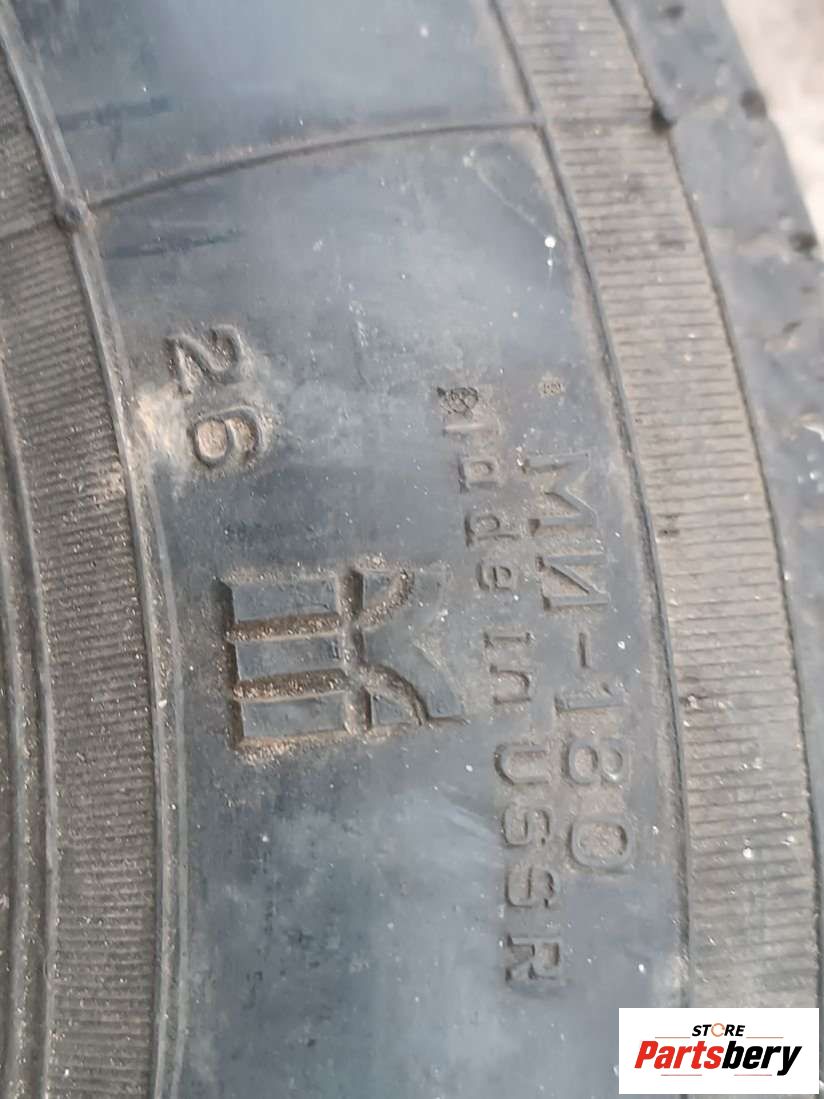 МИ-180
Made in USSR
26
STORE
Partsbery